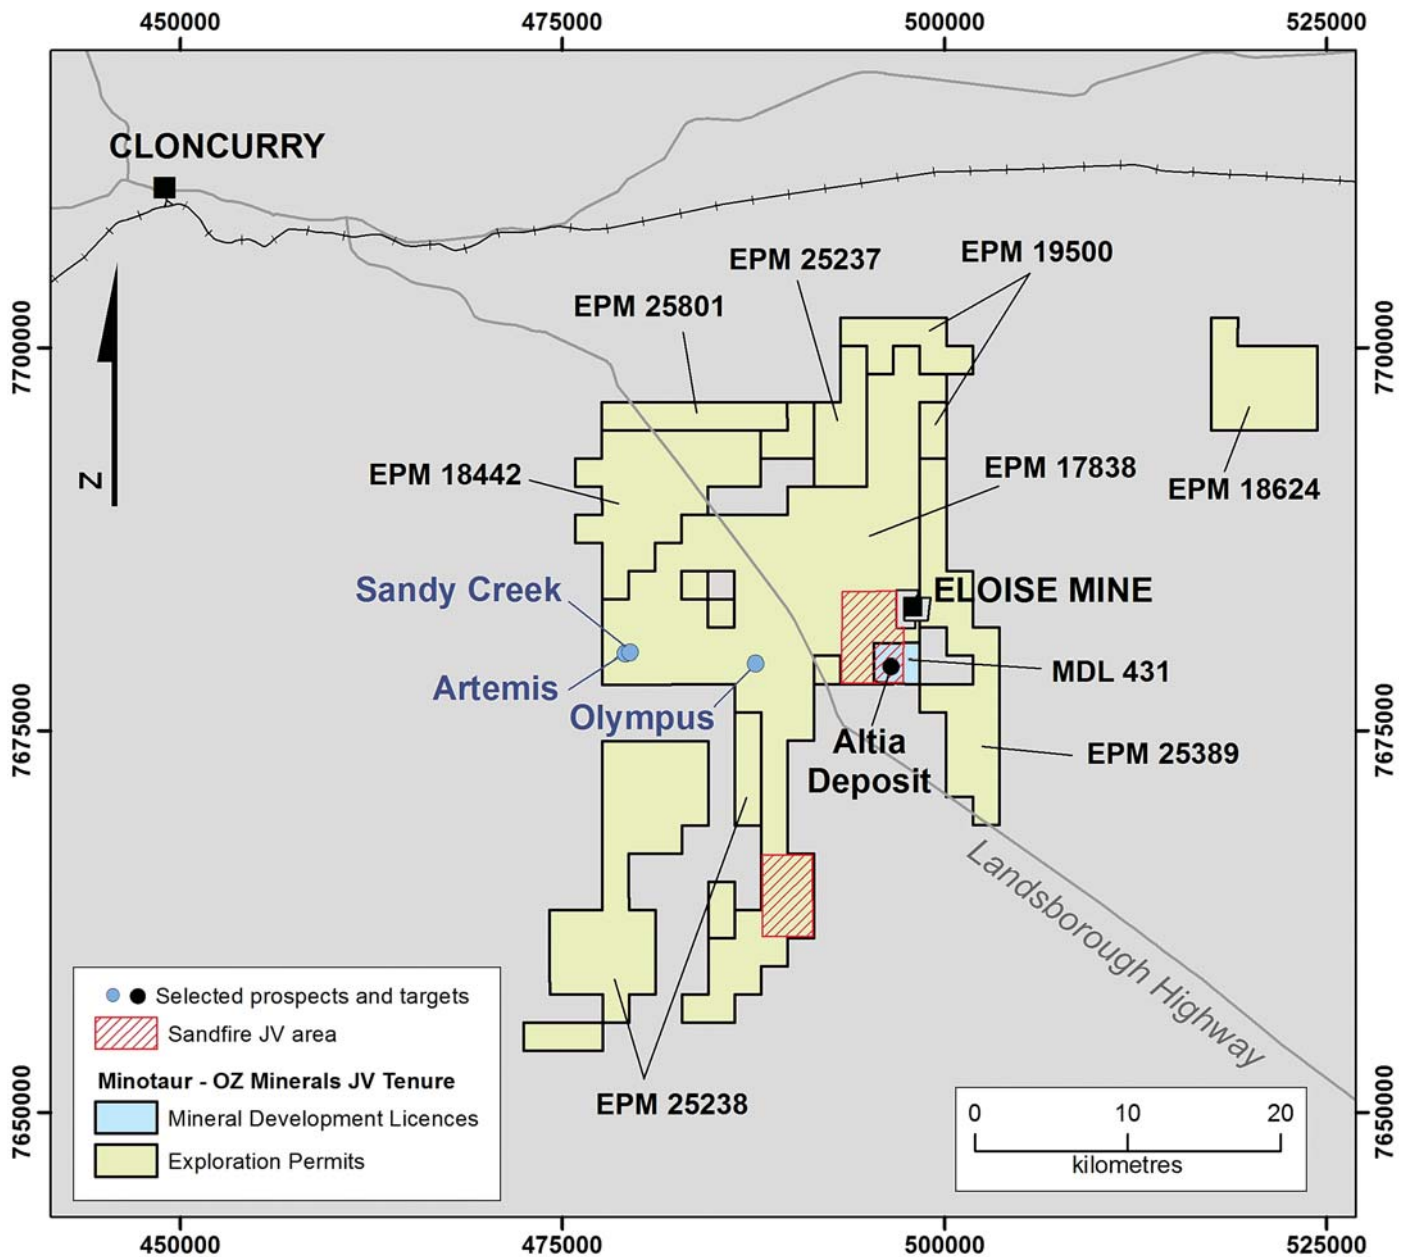 450000
475000
500000
525000
CLONCURRY
EPM 25237
EPM 19500
EPM 25801
7700000
7700000
EPM 18442
EPM 17838
EPM 18624
N
Sandy Creek
ELOISE MINE
Artemis
MDL 431
Olympus
7675000
7675000
Altia
Deposit
EPM 25389
Landsborough Highway
Selected prospects and targets
Sandfire JV area
Minotaur - OZ Minerals JV Tenure
Mineral Development Licences
Exploration Permits
EPM 25238
7650000
7650000
0
10
20
kilometres
450000
475000
500000
525000